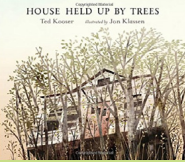 HOUSE HELD UP BY TREES
Ted Kooser illustrated by Jon Klassen